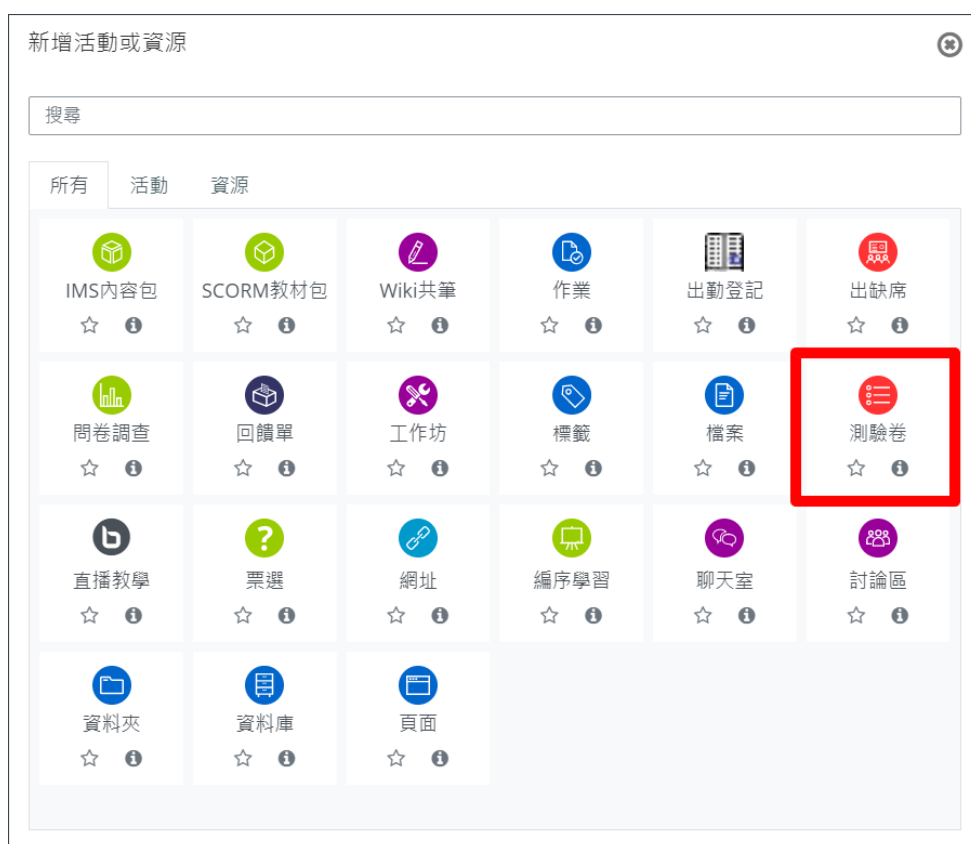 新增活動或資源
搜尋
所有 活動 資源
IMS內容包 SCORM教材包 Wiki共筆 作業 出勤登記 出缺席
問卷調查 回饋單 工作坊 標籤 檔案 測驗卷
直播教學 票選 網址 編序學習 聊天室 討論區
資料夾 資料庫 頁面